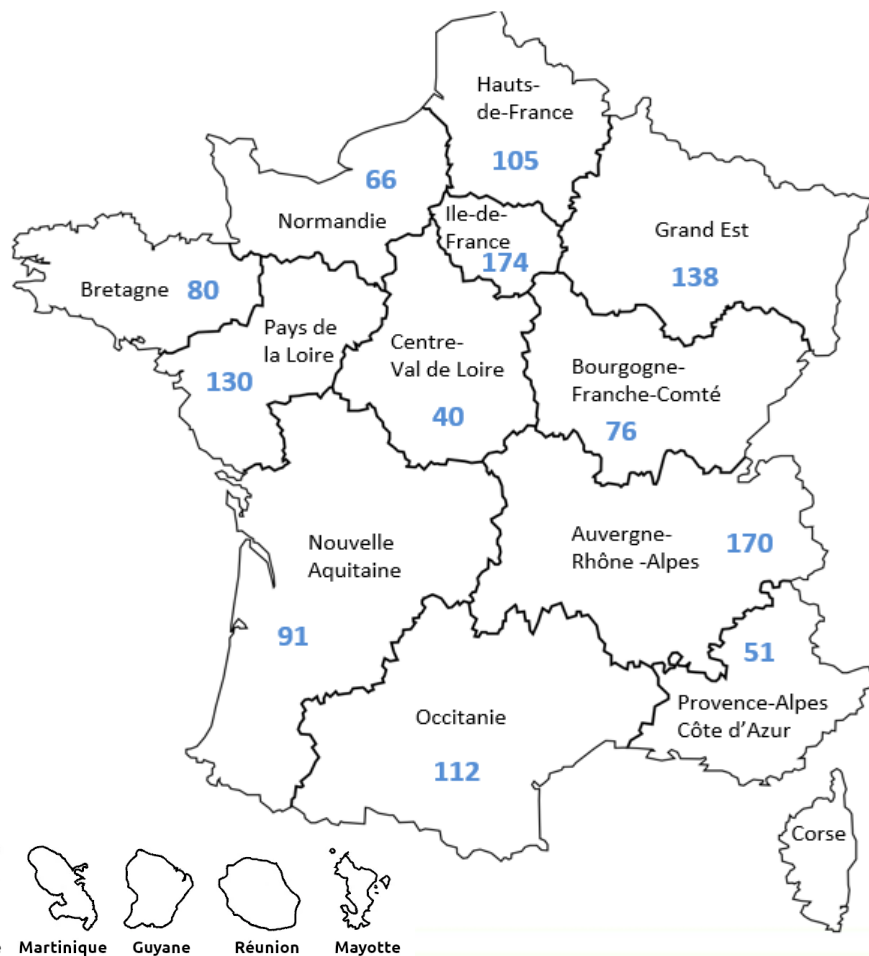 Hauts-
de-France
105
66
Normandie
Ile-de-
France
174
Grand Est
138
Bretagne 80
Pays de
la Loire
130
Centre-
Val de Loire
40
Bourgogne-
Franche-Comté
76
Nouvelle
Aquitaine
91
Auvergne-
Rhône -Alpes
170
51
Provence-Alpes
Côte d’Azur
Occitanie
112
Corse
Martinique Guyane Réunion Mayotte